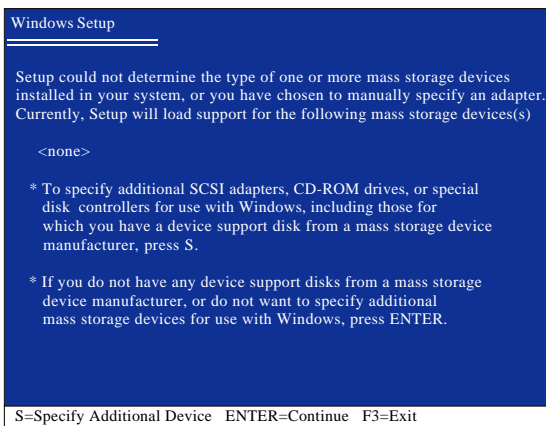 Windows Setup
Setup could not determine the type of one or more mass storage devices
installed in your system, or you have chosen to manually specify an adapter.
Currently, Setup will load support for the following mass storage devices(s)
<none>
* To specify additional SCSI adapters, CD-ROM drives, or special
disk controllers for use with Windows, including those for
which you have a device support disk from a mass storage device
manufacturer, press S.
* If you do not have any device support disks from a mass storage
device manufacturer, or do not want to specify additional
mass storage devices for use with Windows, press ENTER.
S=Specify Additional Device ENTER=Continue F3=Exit